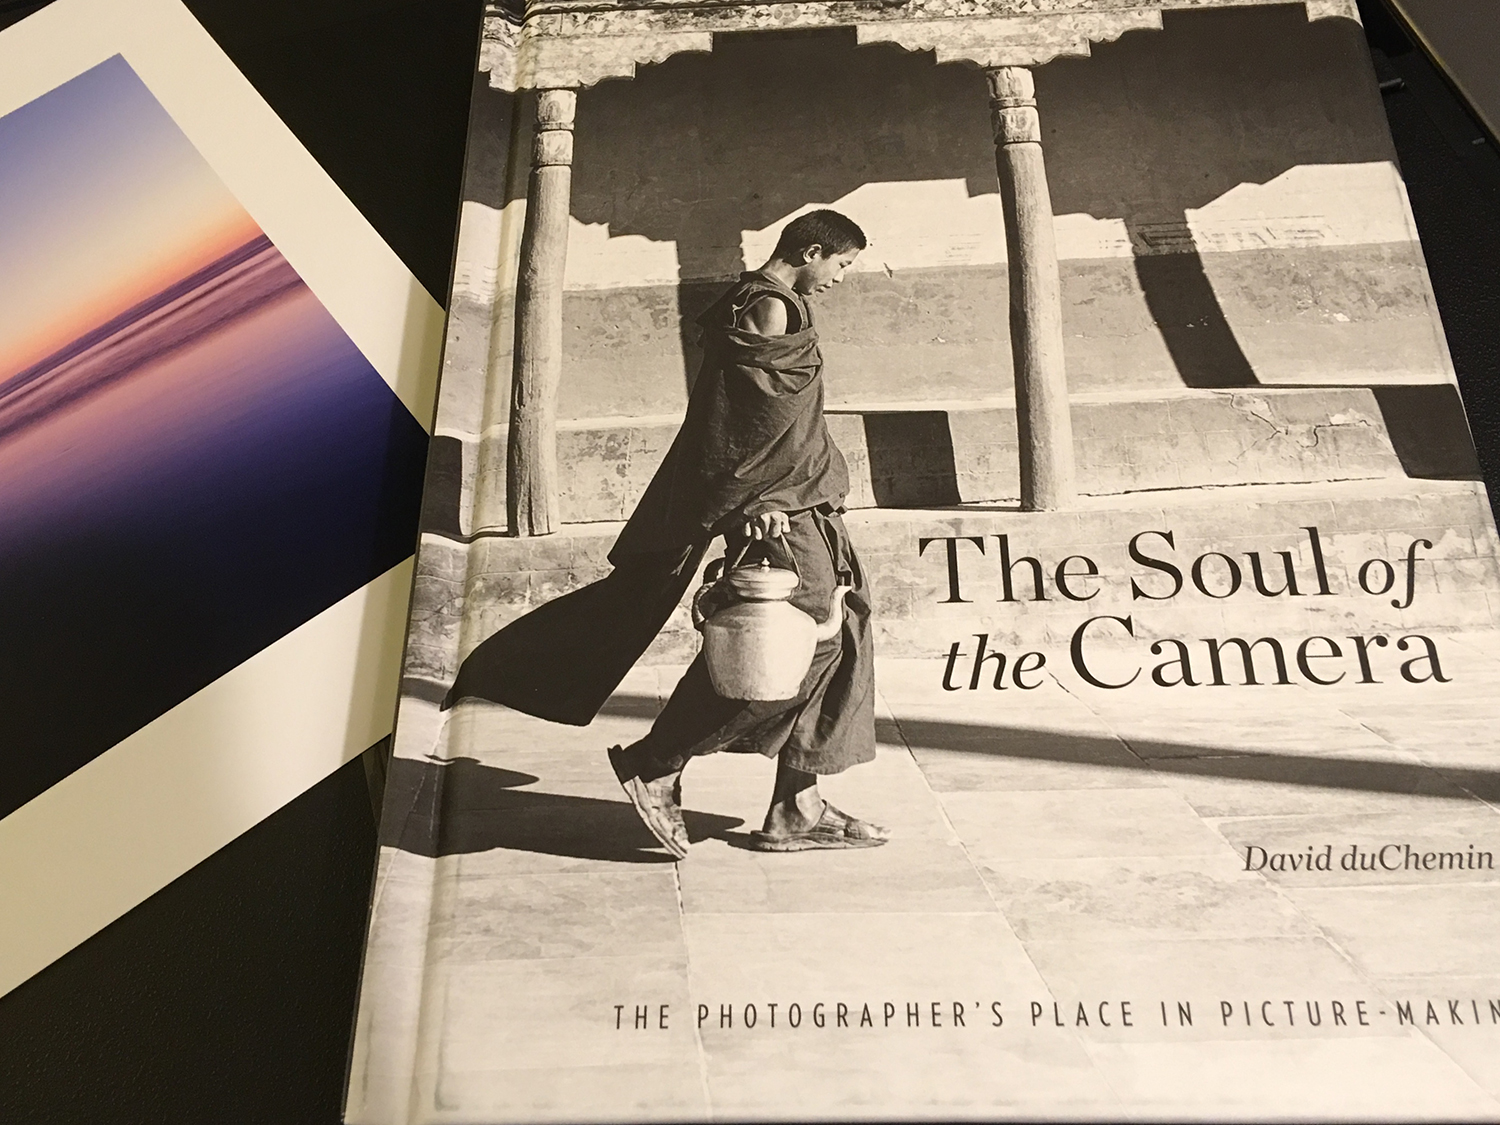 The Soul of
the Camera
David duChemin
THE PHOTOGRAPHER'S PLACE IN PICTURE-MAKIN